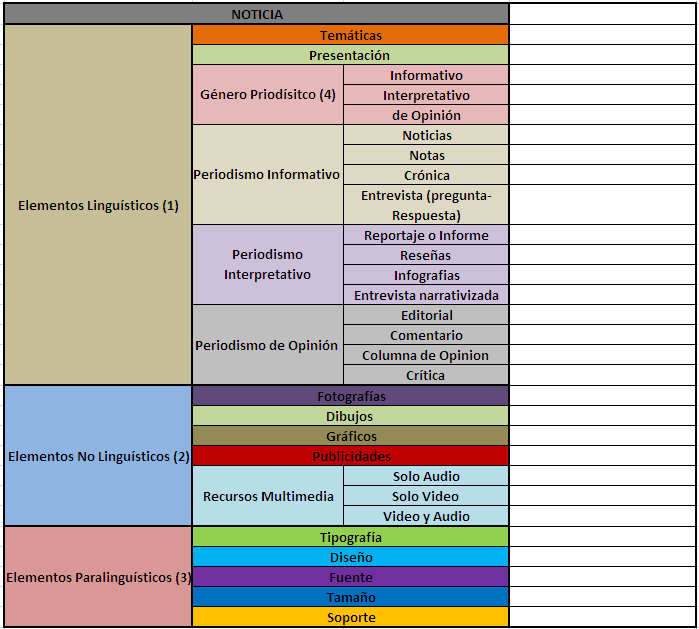 NOTICIA
Elementos Linguísticos (1)
Temáticas
Presentación
Género Priodísitco (4)
Informativo
Interpretativo
de Opinión
Periodismo Informativo
Noticias
Notas
Crónica
Entrevista (pregunta-
Respuesta)
Periodismo
Interpretativo
Reportaje o Informe
Reseñas
Infografias
Entrevista narrativizada
Periodismo de Opinión
Editorial
Comentario
Columna de Opinion
Crítica
Elementos No Linguísticos (2)
Fotografías
Dibujos
Gráficos
Publicidades
Recursos Multimedia
Solo Audio
Solo Video
Video y Audio
Elementos Paralinguísticos (3)
Tipografía
Diseño
Fuente
Tamaño
Soporte